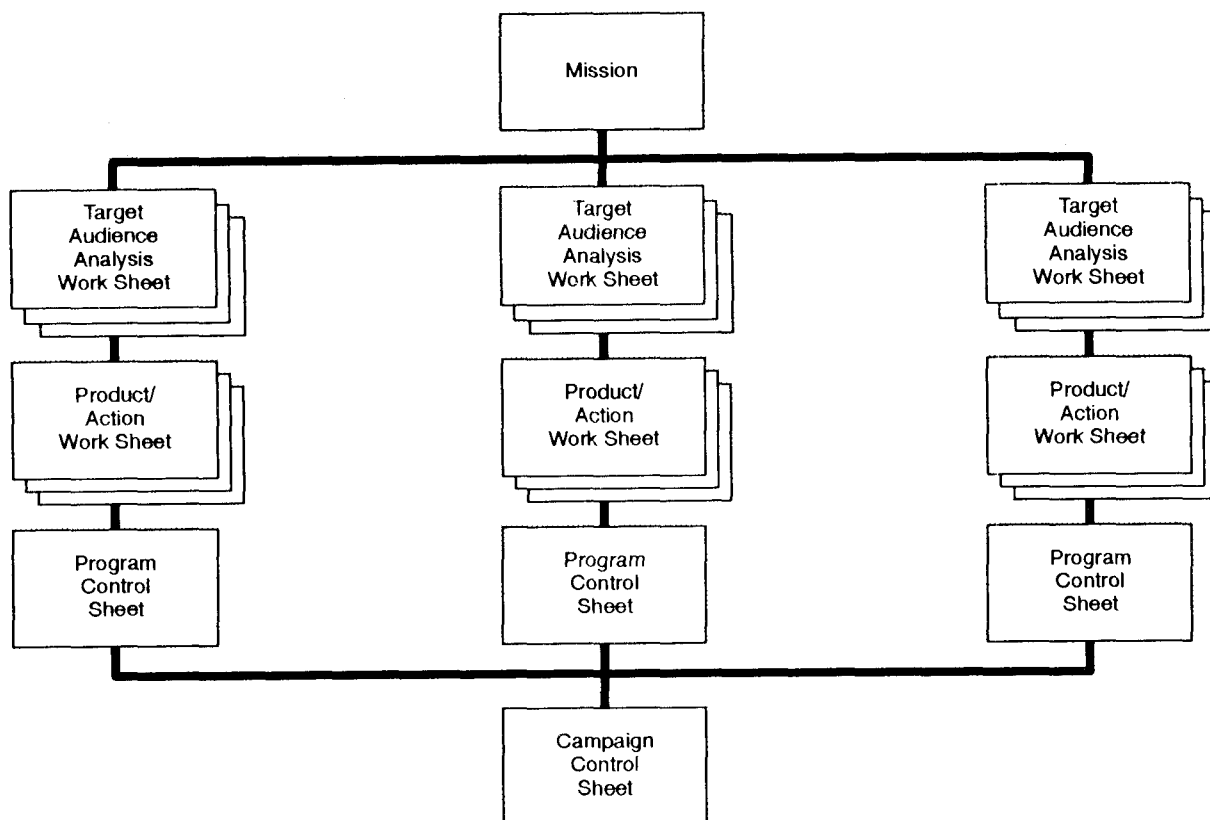 Mission
Target
Audience
Analysis
Work Sheet
Target
Audience
Analysis
Work Sheet
Target
Audience
Analysis
Work Sheet
Product/
Action
Work Sheet
Product/
Action
Work Sheet
Product/
Action
Work Sheet
Program
Control
Sheet
Program
Control
Sheet
Program
Control
Sheet
Campaign
Control
Sheet